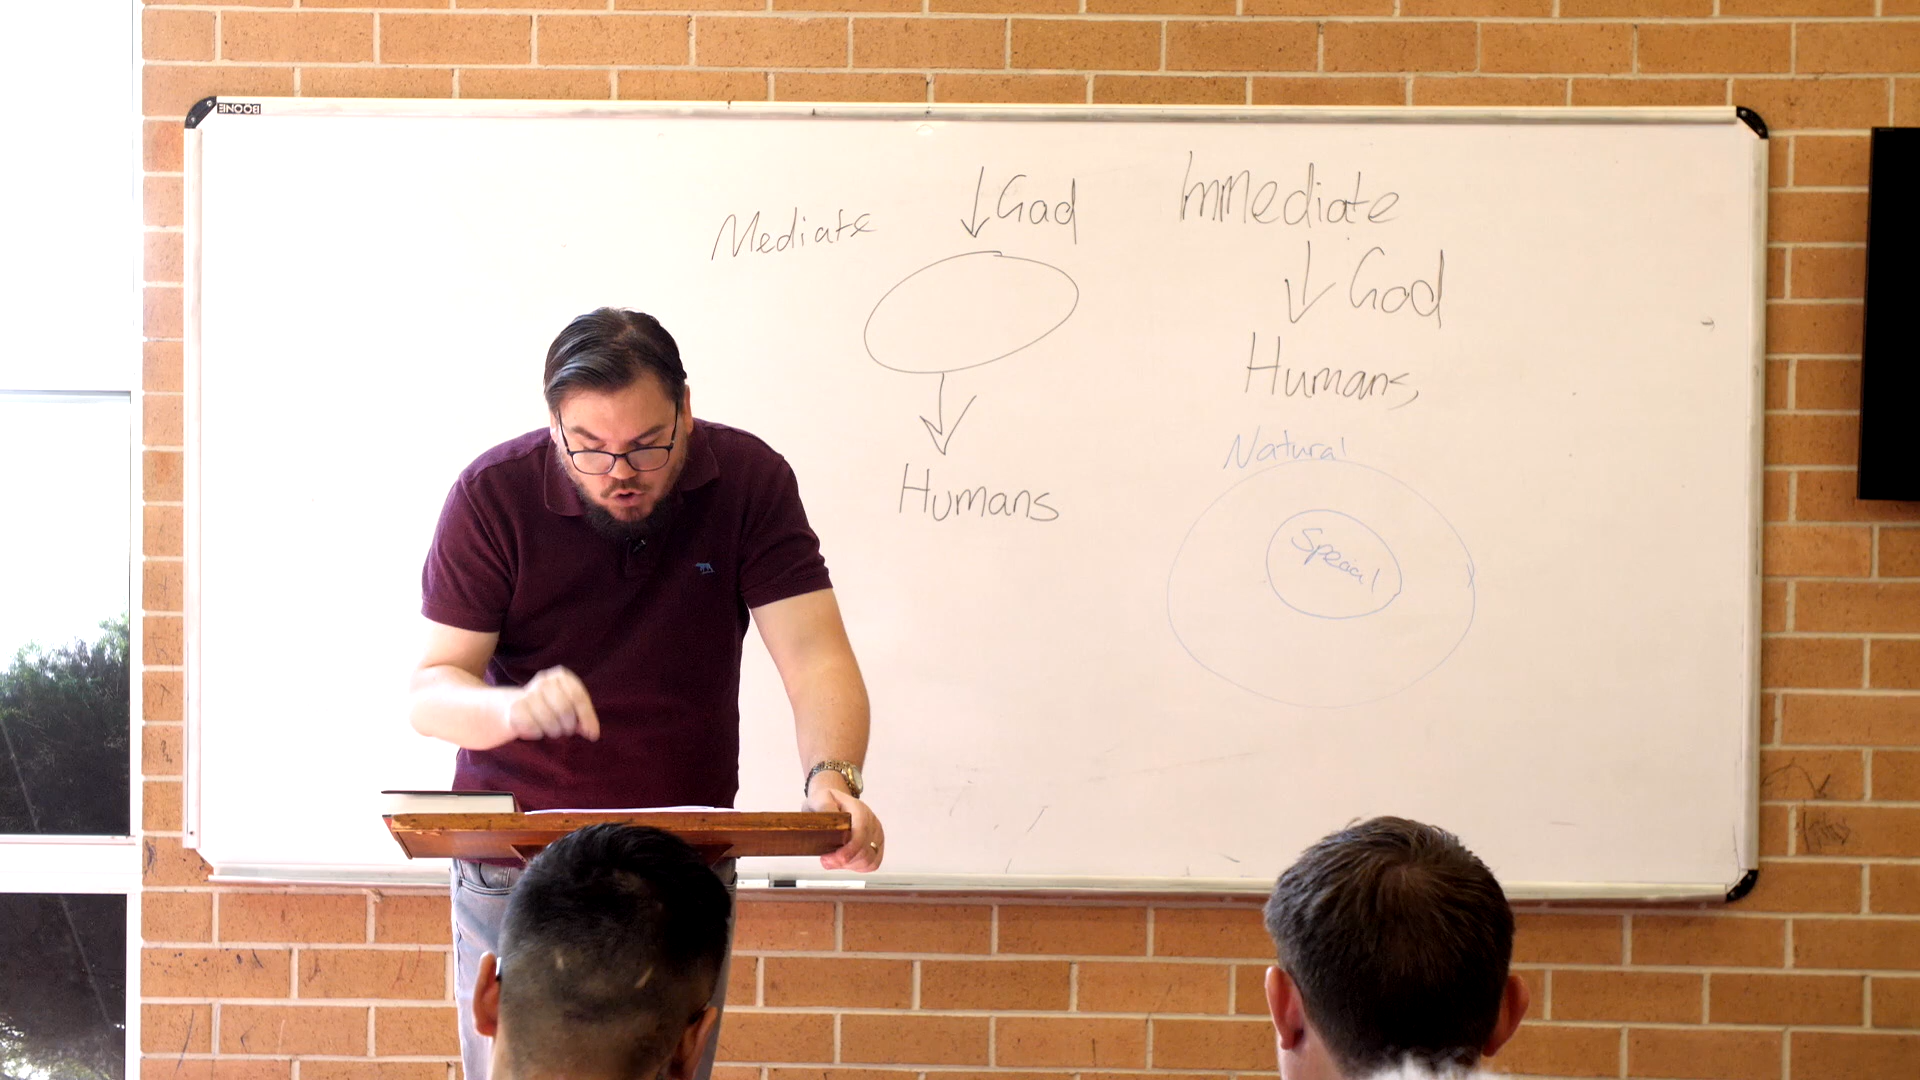 BOONE
Mediate
God
Humans
Immediate
God
Humans
Natural
Special